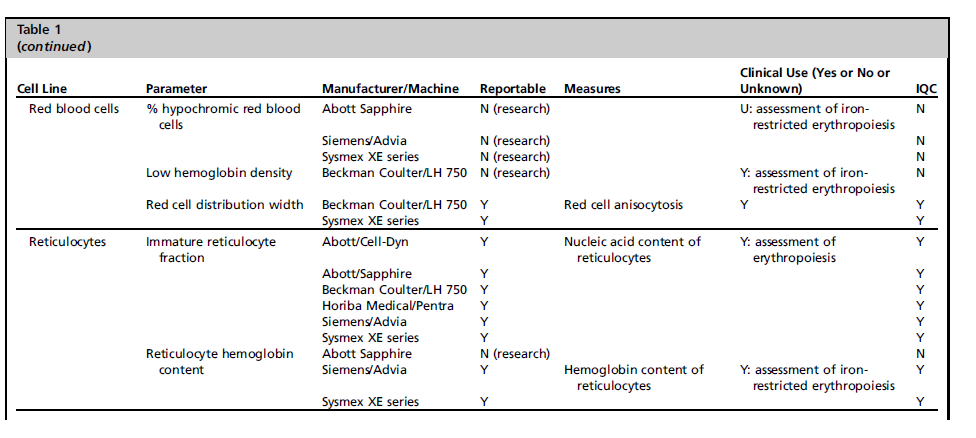 Table 1
(continued)
Clinical Use (Yes or No or
Cell Line Parameter Manufacturer/Machine Reportable Measures Unknown) IQC
Red blood cells % hypochromic red blood Abott Sapphire N (research) U: assessment of iron- N
cells restricted erythropoiesis
Siemens/Advia N (research) N
Sysmex XE series N (research) N
Low hemoglobin density Beckman Coulter/LH 750 N (research) Y: assessment of iron- N
restricted erythropoiesis
Red cell distribution width Beckman Coulter/LH 750 Y Red cell anisocytosis Y Y
Sysmex XE series Y Y
Reticulocytes Immature reticulocyte Abott/Cell-Dyn Y Nucleic acid content of Y: assessment of Y
fraction reticulocytes erythropoiesis
Abott/Sapphire Y Y
Beckman Coulter/LH 750 Y Y
Horiba Medical/Pentra Y Y
Siemens/Advia Y Y
Sysmex XE series Y Y
Reticulocyte hemoglobin Abott Sapphire N (research) N
content Siemens/Advia Y Hemoglobin content of Y: assessment of iron- Y
reticulocytes restricted erythropoiesis
Sysmex XE series Y Y